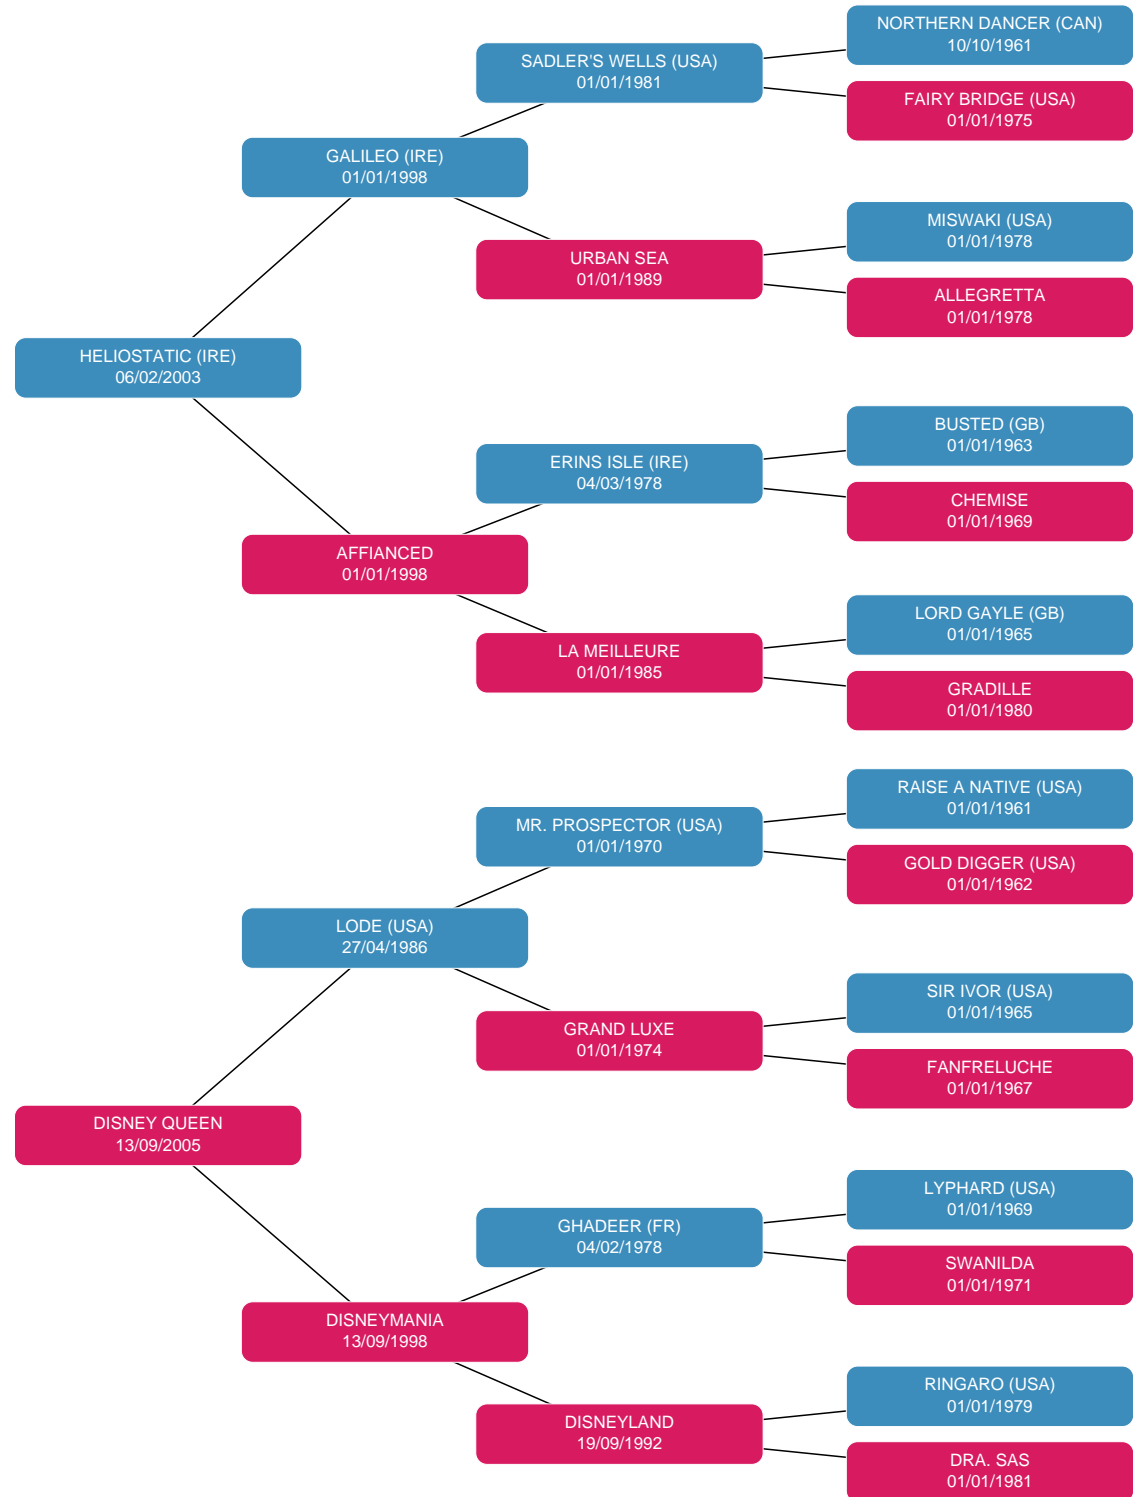 NORTHERN DANCER (CAN)
10/10/1961
SADLER'S WELLS (USA)
01/01/1981
FAIRY BRIDGE (USA)
01/01/1975
GALILEO (IRE)
01/01/1998
MISWAKI (USA)
01/01/1978
URBAN SEA
01/01/1989
ALLEGRETTA
01/01/1978
HELIOSTATIC (IRE)
06/02/2003
BUSTED (GB)
01/01/1963
ERINS ISLE (IRE)
04/03/1978
CHEMISE
01/01/1969
AFFIANCED
01/01/1998
LORD GAYLE (GB)
01/01/1965
LA MEILLEURE
01/01/1985
GRADILLE
01/01/1980
RAISE A NATIVE (USA)
01/01/1961
MR. PROSPECTOR (USA)
01/01/1970
GOLD DIGGER (USA)
01/01/1962
LODE (USA)
27/04/1986
SIR IVOR (USA)
01/01/1965
GRAND LUXE
01/01/1974
FANFRELUCHE
01/01/1967
DISNEY QUEEN
13/09/2005
LYPHARD (USA)
01/01/1969
GHADEER (FR)
04/02/1978
SWANILDA
01/01/1971
DISNEYMANIA
13/09/1998
RINGARO (USA)
01/01/1979
DISNEYLAND
19/09/1992
DRA. SAS
01/01/1981